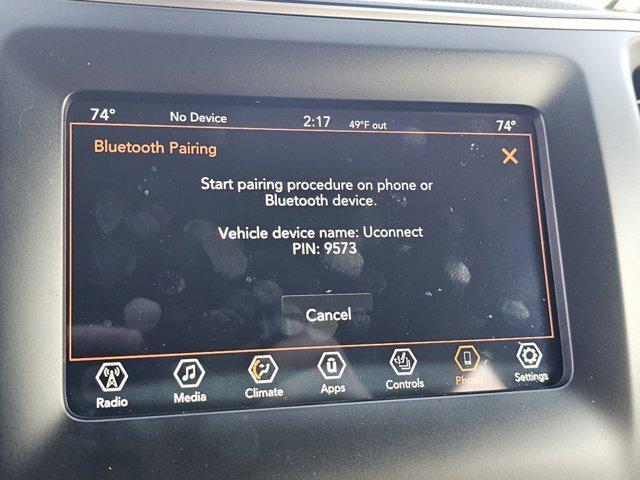 74° No Device 2:17 49°F out 74°
Bluetooth Pairing
Start pairing procedure on phone or
Bluetooth device.
Vehicle device name: Uconnect
PIN: 9573
Cancel
Radio Media Climate Apps Controls Phone Settings